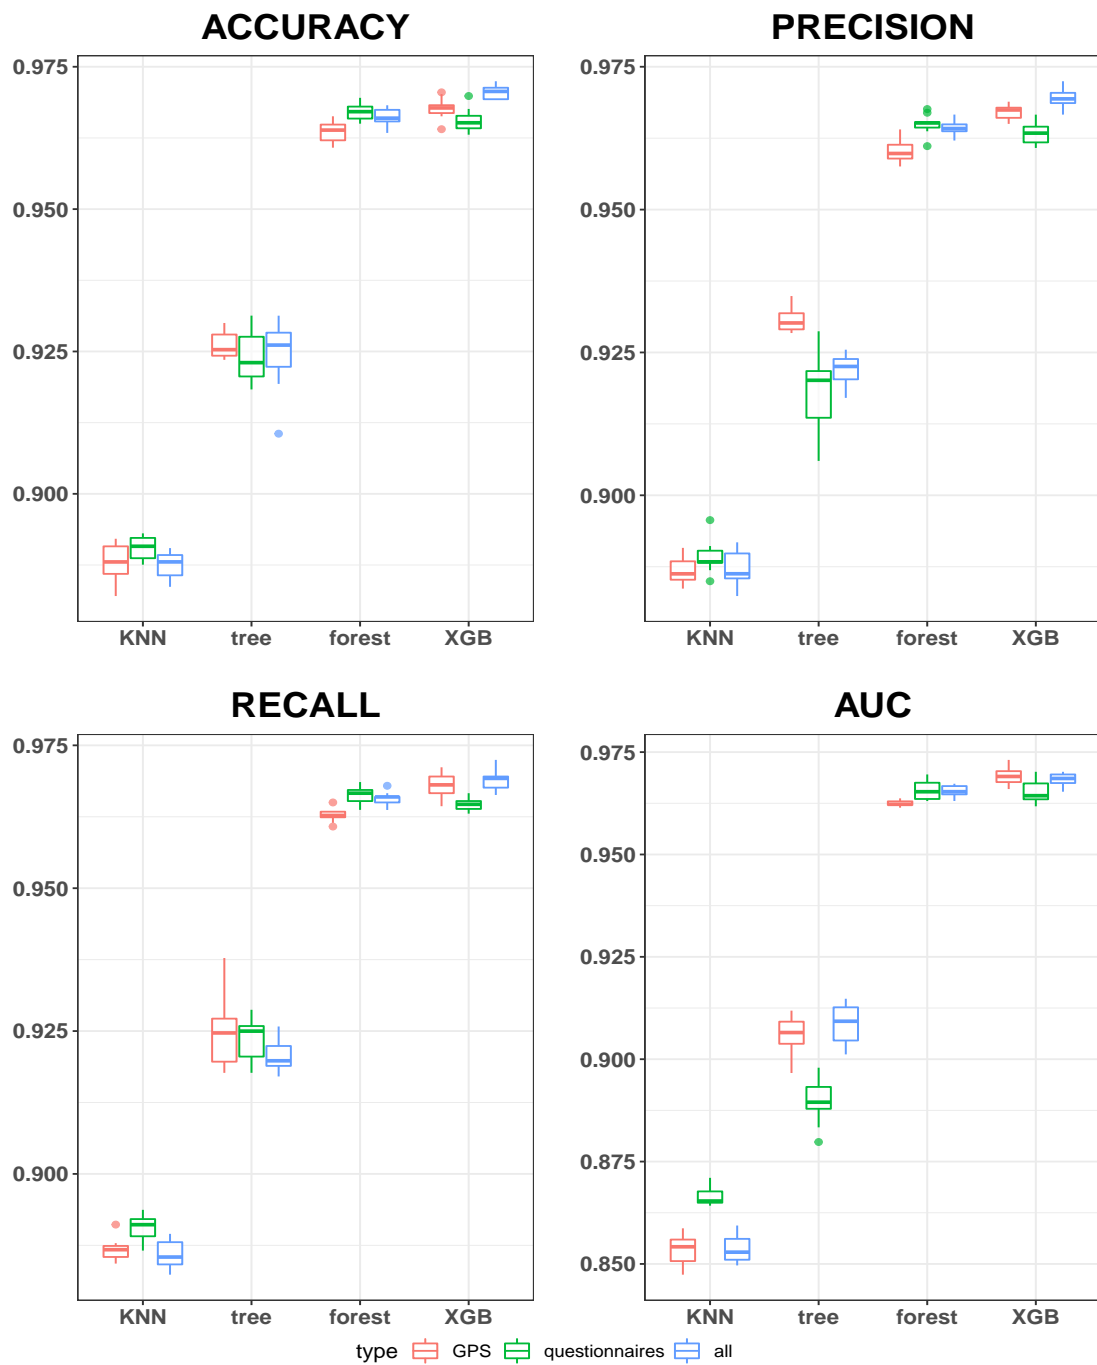 ACCURACY
0.975
0.950
0.925
0.900
KNN tree forest XGB
PRECISION
0.975
0.950
0.925
0.900
KNN tree forest XGB
RECALL
0.975
0.950
0.925
0.900
KNN tree forest XGB
AUC
0.975
0.950
0.925
0.900
0.875
0.850
KNN tree forest XGB
type GPS questionnaires all